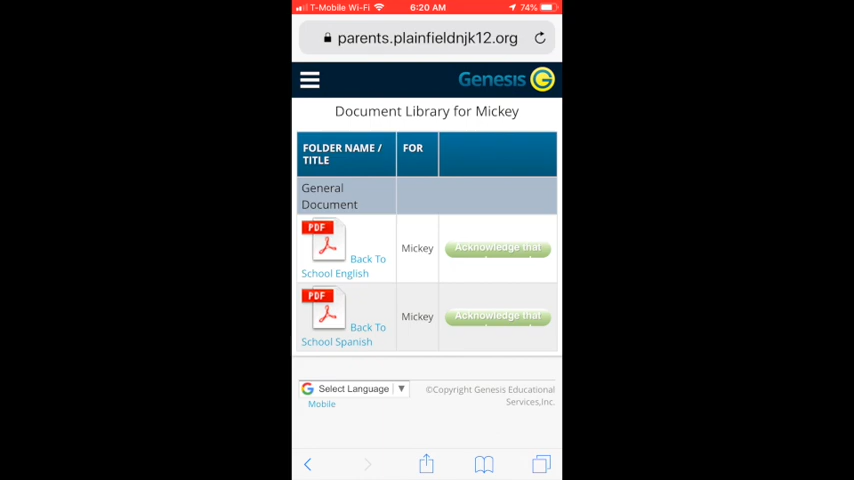 T-Mobile Wi-Fi 6:20 AM 74%
parents.plainfieldnjk12.org
Genesis G
Document Library for Mickey
FOLDER NAME / TITLE FOR
General Document
PDF Back To School English Mickey Acknowledge that
PDF Back To School Spanish Mickey Acknowledge that
G Select Language ▼
Mobile
©Copyright Genesis Educational
Services,Inc.